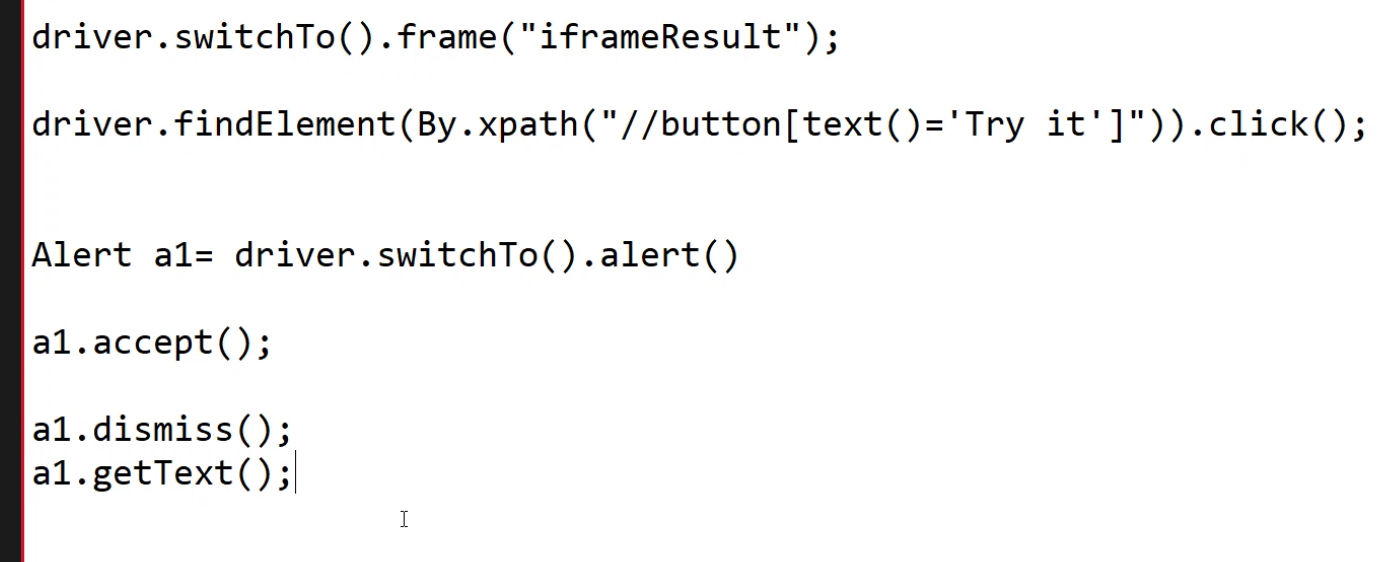 driver.switchTo().frame("iframeResult");
driver.findElement(By.xpath("//button[text()='Try it']")).click();
Alert a1= driver.switchTo().alert()
a1.accept();
a1.dismiss();
a1.getText();